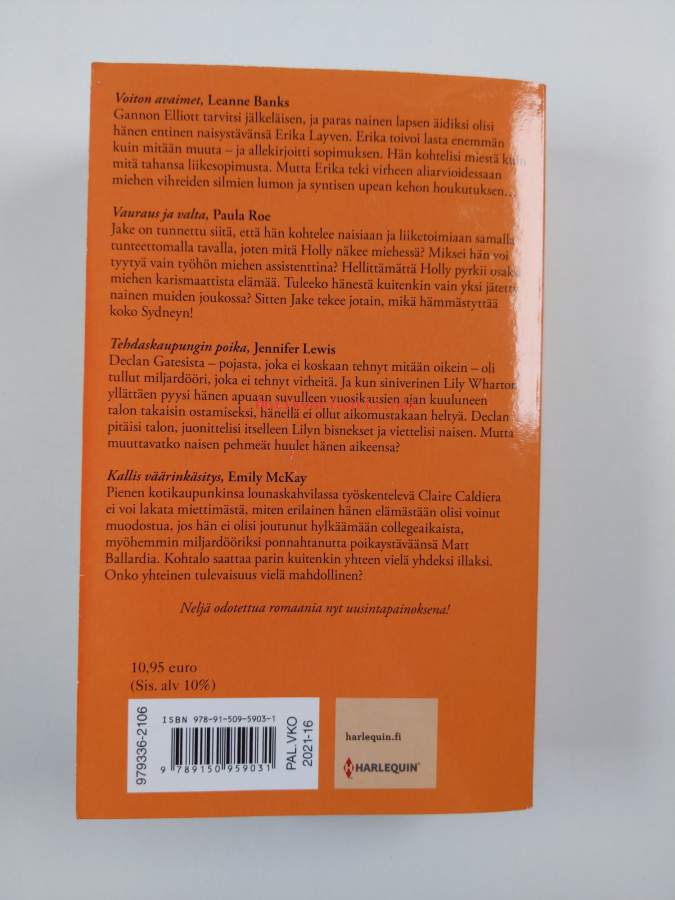 Voiton avaimet, Leanne Banks
Gannon Elliott tarvitsi jälkeläisen, ja paras nainen lapsen äidiksi olisi
hänen entinen naisystävänsä Erika Layven. Erika toivoi lasta enemmän
kuin mitään muuta – ja allekirjoitti sopimuksen. Hän kohtelisi miestä kuin
mitä tahansa liikesopimusta. Mutta Erika teki virheen aliarvioidessaan
miehen vihreiden silmien lumon ja syntisen upean kehon houkutuksen…
Vauraus ja valta, Paula Roe
Jake on tunnettu siitä, että hän kohtelee naisiaan ja liiketoimiaan samalla
tunteettomalla tavalla, joten mitä Holly näkee miehessä? Miksei hän voi
tyytyä vain työhön miehen assistenttina? Hellittämättä Holly pyrkii osaksi
miehen karismaattista elämää. Tuleeko hänestä kuitenkin vain yksi jätetty
nainen muiden joukossa? Sitten Jake tekee jotain, mikä hämmästyttää
koko Sydneyn!
Tehdaskaupungin poika, Jennifer Lewis
Declan Gatesista – pojasta, joka ei koskaan tehnyt mitään oikein – oli
tullut miljardööri, joka ei tehnyt virheitä. Ja kun siniverinen Lily Wharton
yllättäen pyysi hänen apuaan suvulleen vuosikausien ajan kuuluneen
talon takaisin ostamiseksi, hänellä ei ollut aikomustakaan heltyä. Declan
pitäisi talon, juonittelisi itselleen Lilyn bisnekset ja viettelisi naisen. Mutta
muuttavatko naisen pehmeät huulet hänen aikeensa?
Kallis väärinkäsitys, Emily McKay
Pienen kotikaupunkinsa lounaskahvilassa työskentelevä Claire Caldiera
ei voi lakata miettimästä, miten erilainen hänen elämästään olisi voinut
muodostua, jos hän ei olisi joutunut hylkäämään collegeaikaista,
myöhemmin miljardööriksi ponnahtanutta poikaystäväänsä Matt
Ballardia. Kohtalo saattaa parin kuitenkin yhteen vielä yhdeksi illaksi.
Onko yhteinen tulevaisuus vielä mahdollinen?
Neljä odotettua romaania nyt uusintapainoksena!
10,95 euro
(Sis. alv 10%)
979336-2106
ISBN 978-91-509-5903-1
9 789150 959031
PAL.VKO
2021-16
harlequin.fi
HARLEQUIN